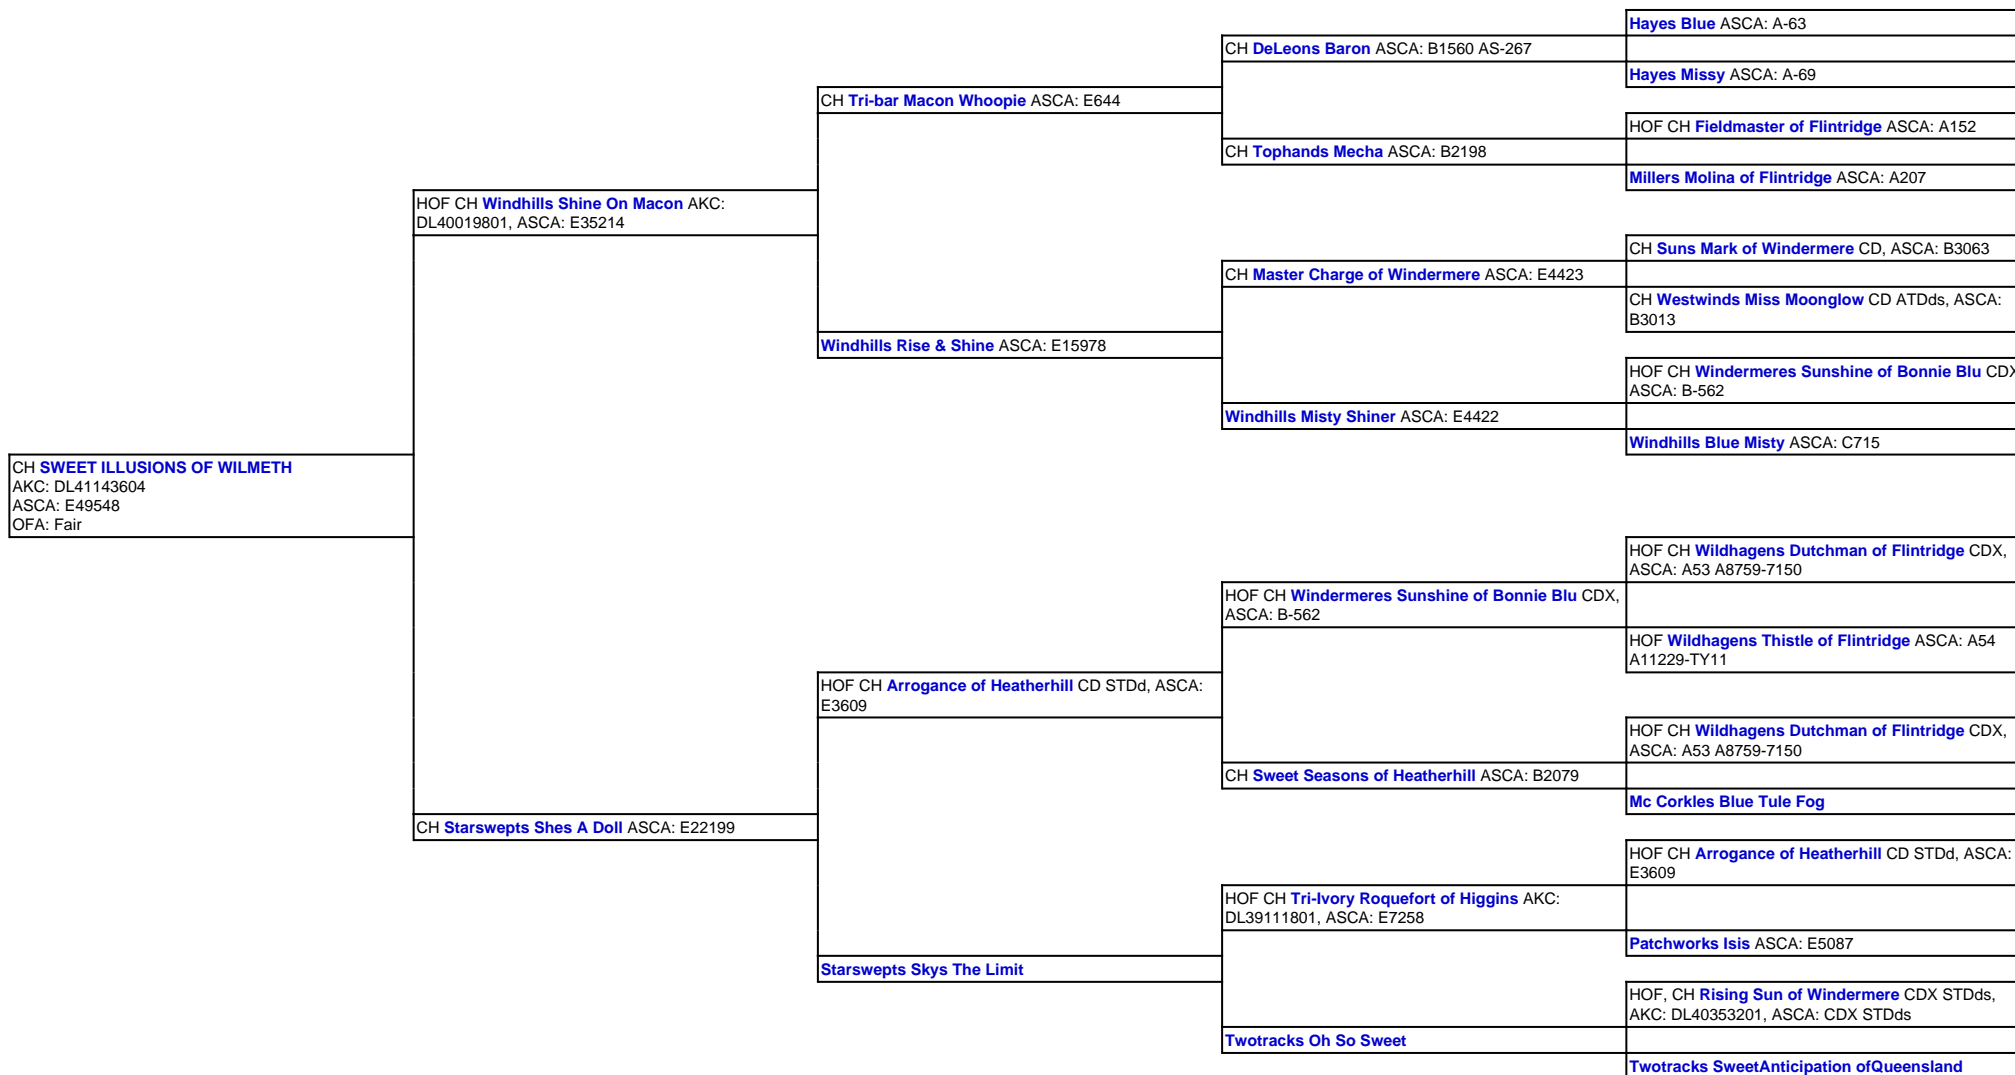 Hayes Blue ASCA: A-63
CH DeLeons Baron ASCA: B1560 AS-267
Hayes Missy ASCA: A-69
CH Tri-bar Macon Whoopie ASCA: E644
HOF CH Fieldmaster of Flintridge ASCA: A152
CH Tophands Mecha ASCA: B2198
Millers Molina of Flintridge ASCA: A207
HOF CH Windhills Shine On Macon AKC:
DL40019801, ASCA: E35214
CH Suns Mark of Windermere CD, ASCA: B3063
CH Master Charge of Windermere ASCA: E4423
CH Westwinds Miss Moonglow CD ATDds, ASCA:
B3013
Windhills Rise & Shine ASCA: E15978
HOF CH Windermeres Sunshine of Bonnie Blu CDX
ASCA: B-562
Windhills Misty Shiner ASCA: E4422
Windhills Blue Misty ASCA: C715
CH SWEET ILLUSIONS OF WILMETH
AKC: DL41143604
ASCA: E49548
OFA: Fair
HOF CH Wildhagens Dutchman of Flintridge CDX,
ASCA: A53 A8759-7150
HOF CH Windermeres Sunshine of Bonnie Blu CDX,
ASCA: B-562
HOF Wildhagens Thistle of Flintridge ASCA: A54
A11229-TY11
HOF CH Arrogance of Heatherhill CD STDd, ASCA:
E3609
HOF CH Wildhagens Dutchman of Flintridge CDX,
ASCA: A53 A8759-7150
CH Sweet Seasons of Heatherhill ASCA: B2079
Mc Corkles Blue Tule Fog
CH Starswepts Shes A Doll ASCA: E22199
HOF CH Arrogance of Heatherhill CD STDd, ASCA:
E3609
HOF CH Tri-Ivory Roquefort of Higgins AKC:
DL39111801, ASCA: E7258
Patchworks Isis ASCA: E5087
Starswepts Skys The Limit
HOF, CH Rising Sun of Windermere CDX STDds,
AKC: DL40353201, ASCA: CDX STDds
Twotracks Oh So Sweet
Twotracks SweetAnticipation ofQueensland